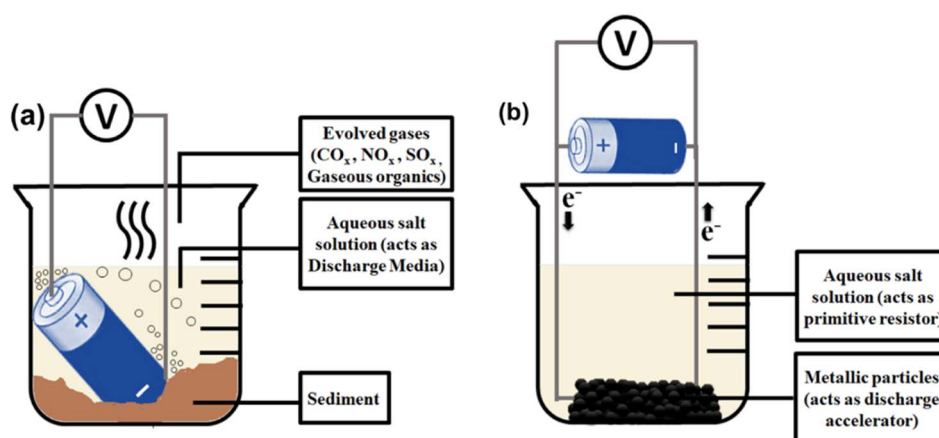 (a)
V
Evolved gases
(COₓ, NOₓ, SOₓ,
Gaseous organics)
Aqueous salt
solution (acts as
Discharge Media)
+
−
Sediment
(b)
V
+
−
e⁻
e⁻
Aqueous salt
solution (acts as
primitive resistor)
Metallic particles
(acts as discharge
accelerator)